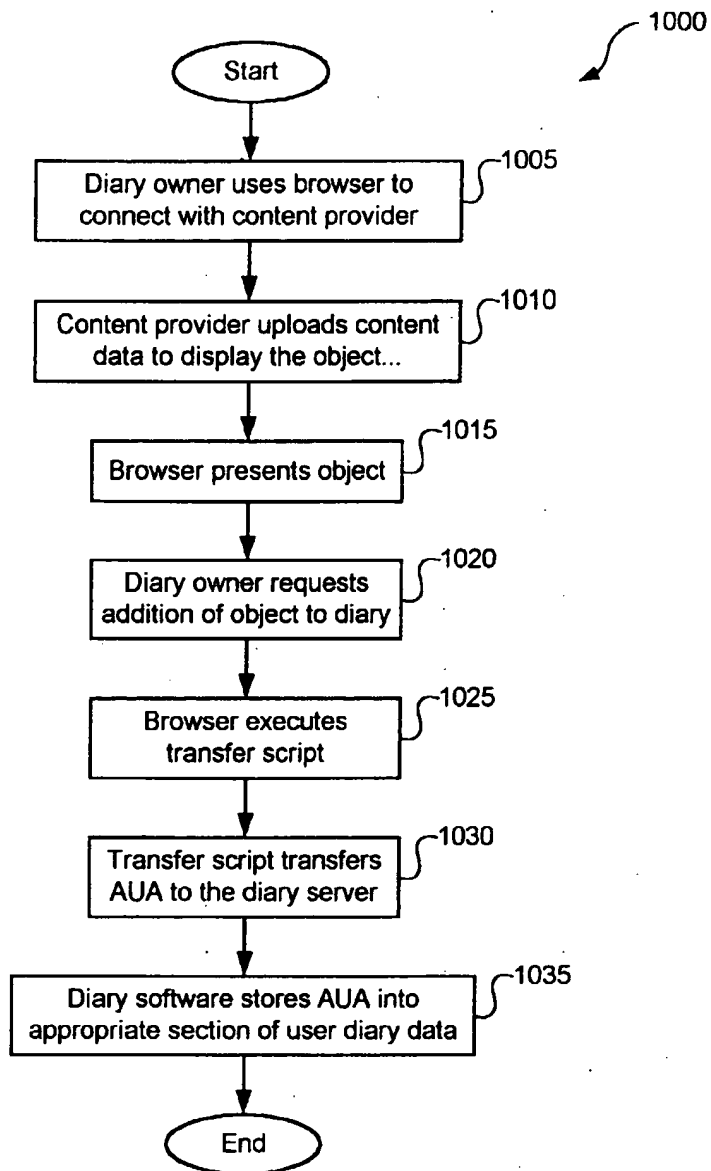 1000
Start
1005
Diary owner uses browser to
connect with content provider
1010
Content provider uploads content
data to display the object...
1015
Browser presents object
1020
Diary owner requests
addition of object to diary
1025
Browser executes
transfer script
1030
Transfer script transfers
AUA to the diary server
1035
Diary software stores AUA into
appropriate section of user diary data
End